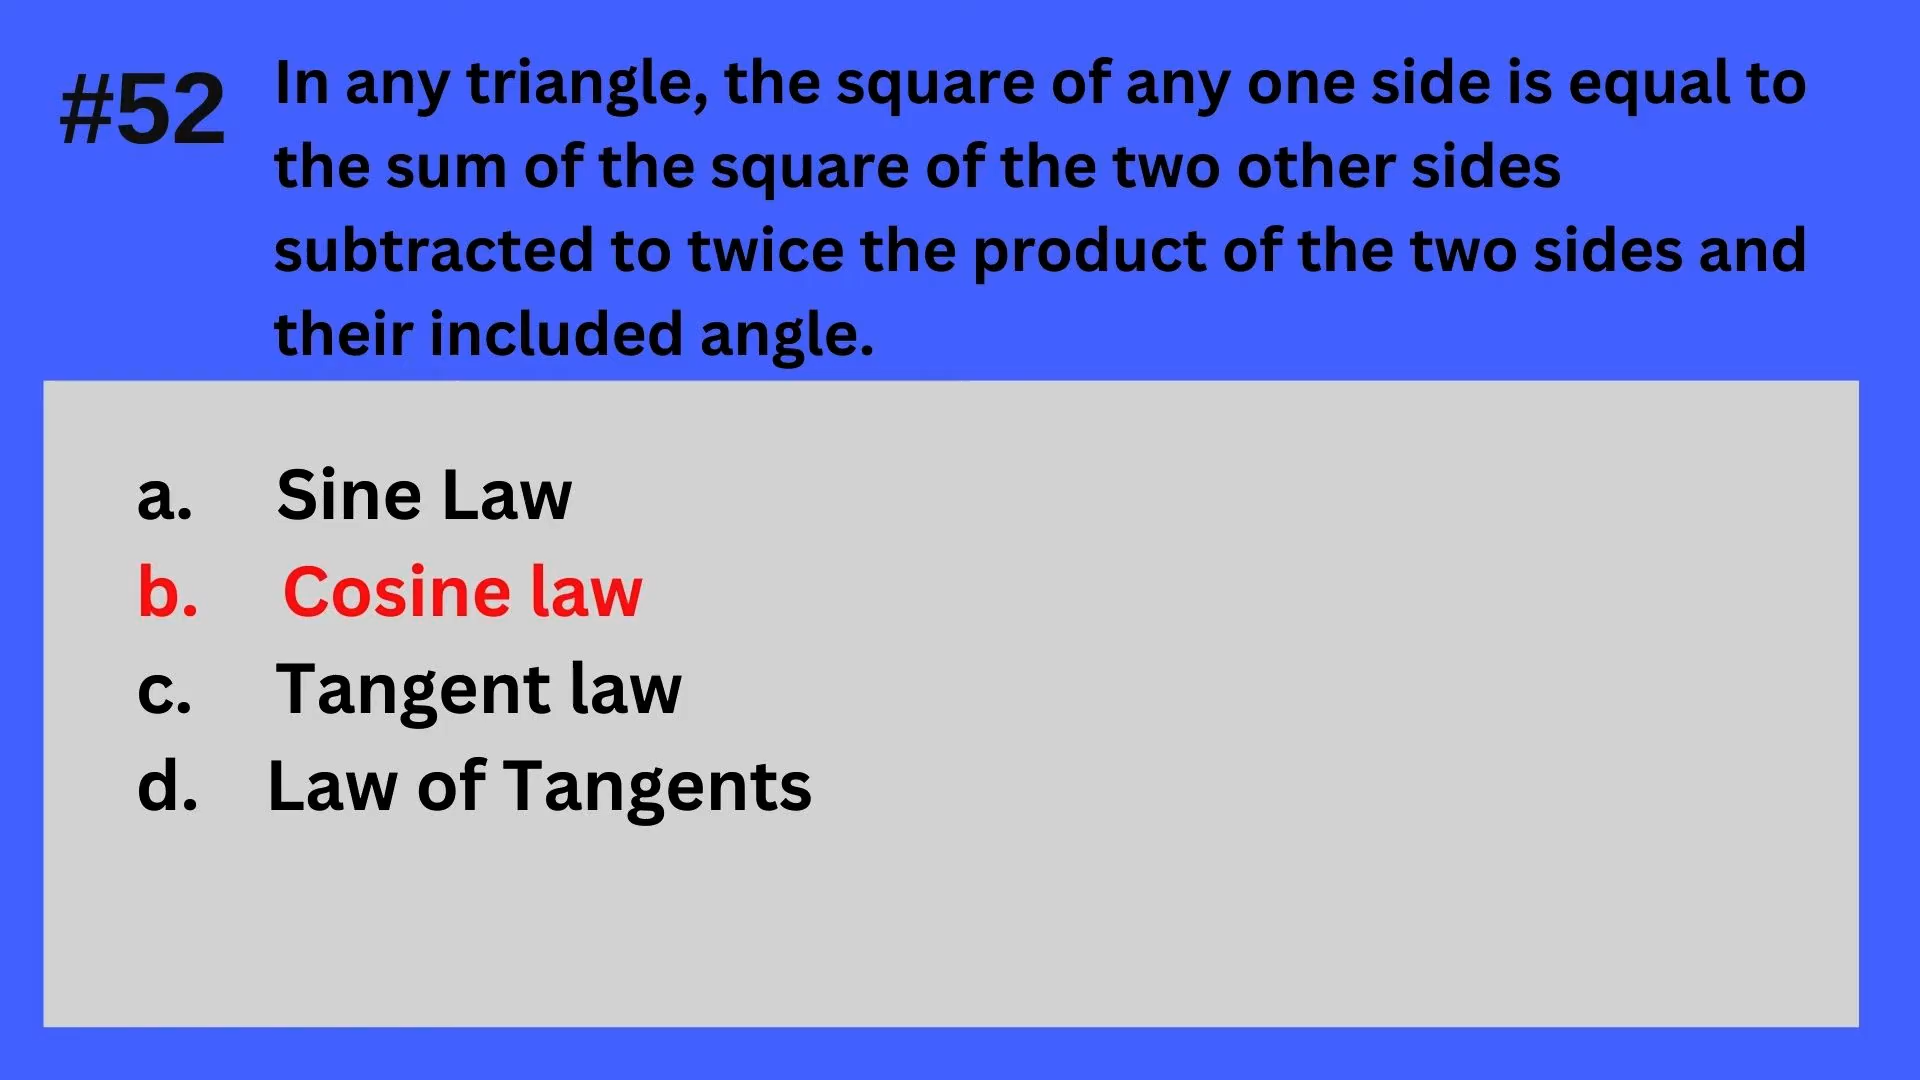 #52
In any triangle, the square of any one side is equal to
the sum of the square of the two other sides
subtracted to twice the product of the two sides and
their included angle.
a. Sine Law
b. Cosine law
c. Tangent law
d. Law of Tangents